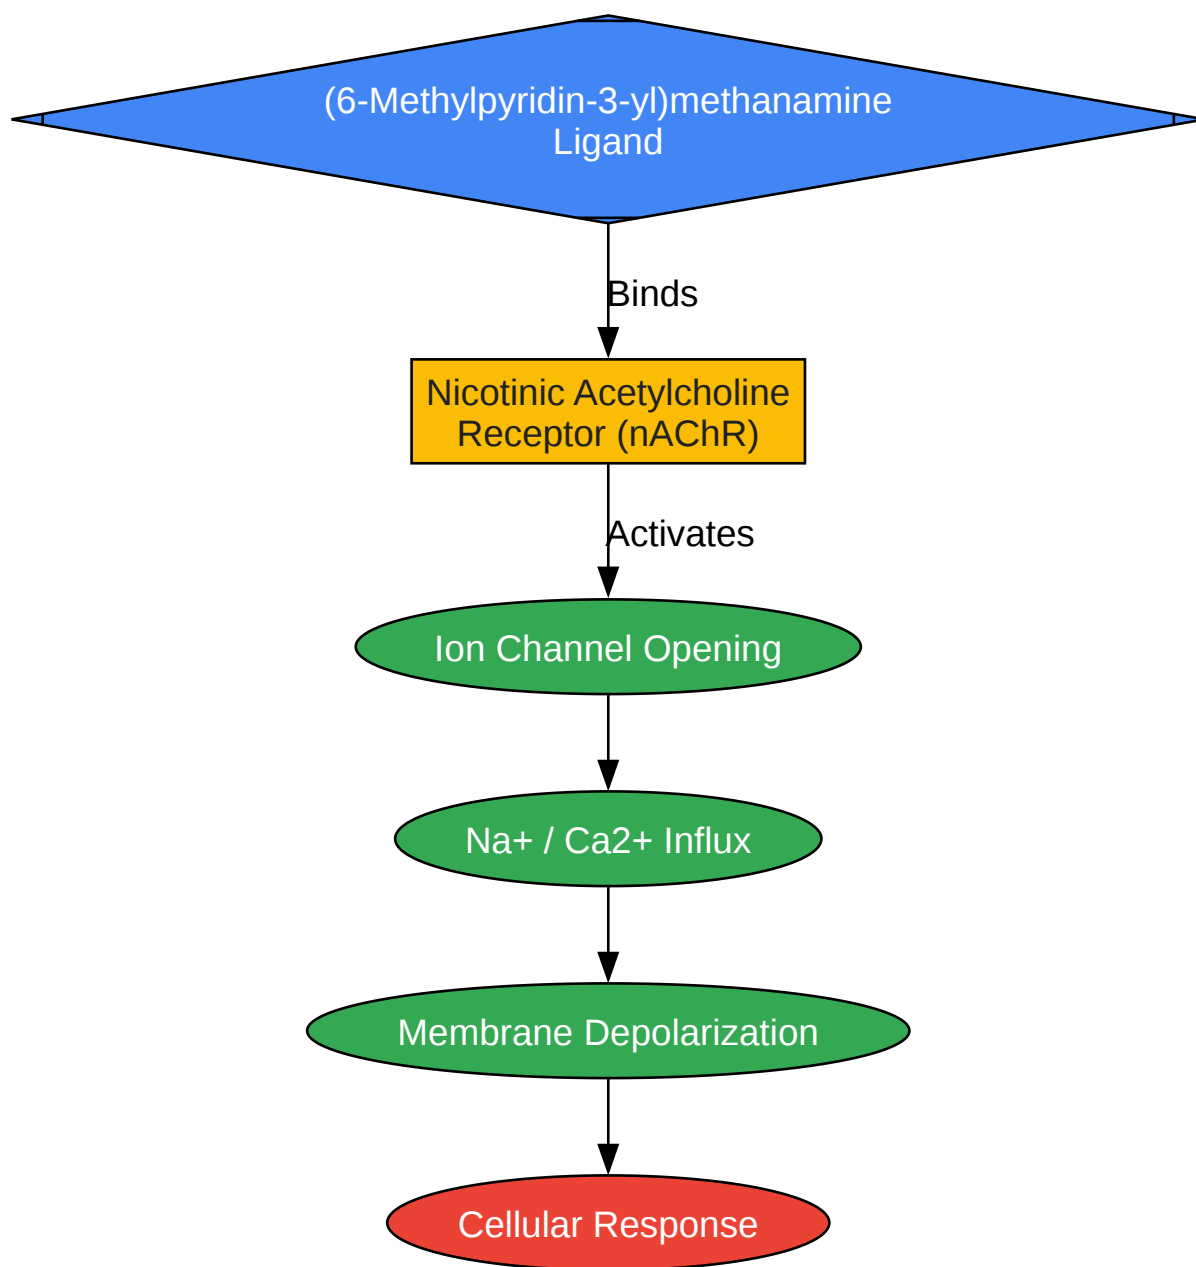 (6-Methylpyridin-3-yl)methanamine
Ligand
Binds
Nicotinic Acetylcholine
Receptor (nAChR)
Activates
Ion Channel Opening
Na+ / Ca2+ Influx
Membrane Depolarization
Cellular Response